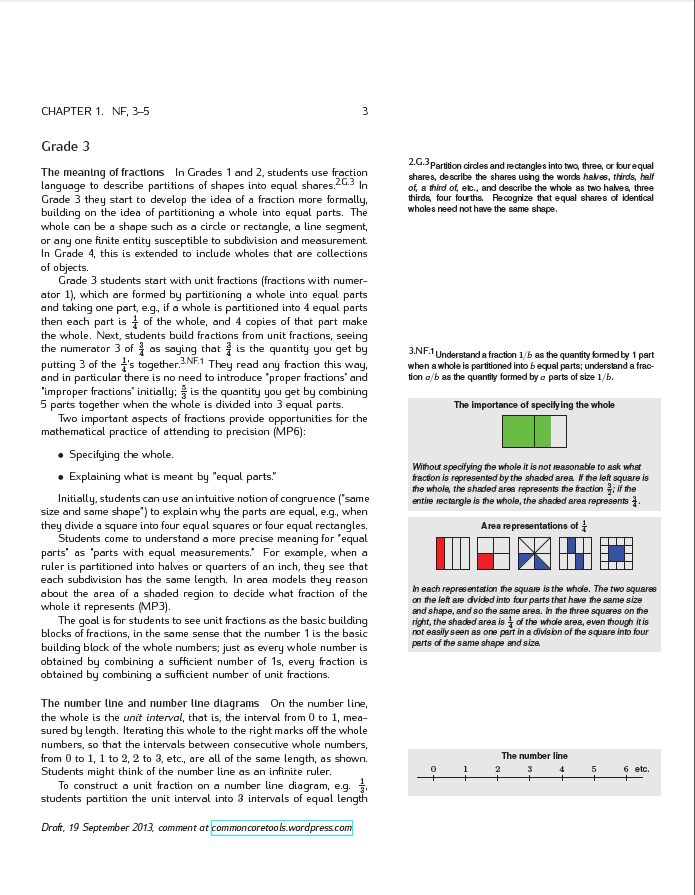 CHAPTER 1. NF, 3–5 3
Grade 3
The meaning of fractions In Grades 1 and 2, students use fraction
language to describe partitions of shapes into equal shares.2.G.3 In
Grade 3 they start to develop the idea of a fraction more formally,
building on the idea of partitioning a whole into equal parts. The
whole can be a shape such as a circle or rectangle, a line segment,
or any one finite entity susceptible to subdivision and measurement.
In Grade 4, this is extended to include wholes that are collections
of objects.
Grade 3 students start with unit fractions (fractions with numer-
ator 1), which are formed by partitioning a whole into equal parts
and taking one part, e.g., if a whole is partitioned into 4 equal parts
then each part is 1/4 of the whole, and 4 copies of that part make
the whole. Next, students build fractions from unit fractions, seeing
the numerator 3 of 3/4 as saying that 3/4 is the quantity you get by
putting 3 of the 1/4's together.3.NF.1 They read any fraction this way,
and in particular there is no need to introduce "proper fractions" and
"improper fractions" initially; 5/3 is the quantity you get by combining
5 parts together when the whole is divided into 3 equal parts.
Two important aspects of fractions provide opportunities for the
mathematical practice of attending to precision (MP6):
• Specifying the whole.
• Explaining what is meant by "equal parts."
Initially, students can use an intuitive notion of congruence ("same
size and same shape") to explain why the parts are equal, e.g., when
they divide a square into four equal squares or four equal rectangles.
Students come to understand a more precise meaning for "equal
parts" as "parts with equal measurements." For example, when a
ruler is partitioned into halves or quarters of an inch, they see that
each subdivision has the same length. In area models they reason
about the area of a shaded region to decide what fraction of the
whole it represents (MP3).
The goal is for students to see unit fractions as the basic building
blocks of fractions, in the same sense that the number 1 is the basic
building block of the whole numbers; just as every whole number is
obtained by combining a sufficient number of 1s, every fraction is
obtained by combining a sufficient number of unit fractions.
The number line and number line diagrams On the number line,
the whole is the unit interval, that is, the interval from 0 to 1, mea-
sured by length. Iterating this whole to the right marks off the whole
numbers, so that the intervals between consecutive whole numbers,
from 0 to 1, 1 to 2, 2 to 3, etc., are all of the same length, as shown.
Students might think of the number line as an infinite ruler.
To construct a unit fraction on a number line diagram, e.g. 1/3,
students partition the unit interval into 3 intervals of equal length
2.G.3 Partition circles and rectangles into two, three, or four equal
shares, describe the shares using the words halves, thirds, half
of, a third of, etc., and describe the whole as two halves, three
thirds, four fourths. Recognize that equal shares of identical
wholes need not have the same shape.
3.NF.1 Understand a fraction 1/b as the quantity formed by 1 part
when a whole is partitioned into b equal parts; understand a frac-
tion a/b as the quantity formed by a parts of size 1/b.
The importance of specifying the whole
Without specifying the whole it is not reasonable to ask what
fraction is represented by the shaded area. If the left square is
the whole, the shaded area represents the fraction 3/2; if the
entire rectangle is the whole, the shaded area represents 3/4.
Area representations of 1/4
In each representation the square is the whole. The two squares
on the left are divided into four parts that have the same size
and shape, and so the same area. In the three squares on the
right, the shaded area is 1/4 of the whole area, even though it is
not easily seen as one part in a division of the square into four
parts of the same shape and size.
The number line
0 1 2 3 4 5 6 etc.
Draft, 19 September 2013, comment at commoncoretools.wordpress.com